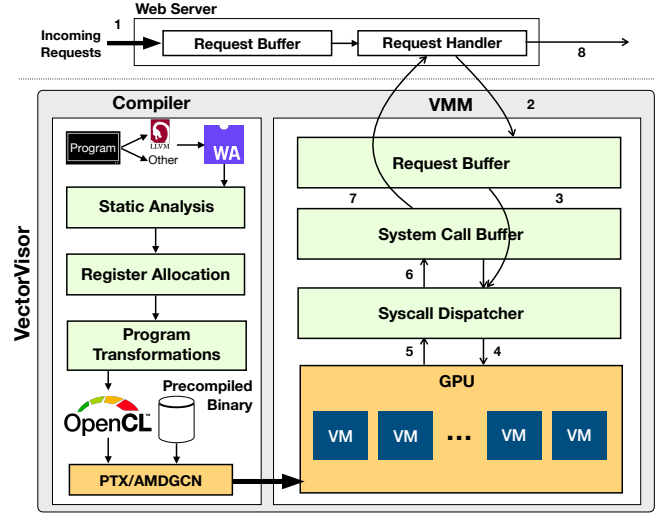 Web Server
1
Incoming
Requests
Request Buffer
Request Handler
8
Compiler
VMM
2
Program
LLVM
Other
WA
Request Buffer
Static Analysis
7
3
System Call Buffer
Register Allocation
6
Syscall Dispatcher
Program
Transformations
5
4
Precompiled
Binary
GPU
OpenCL™
VM
VM
...
VM
VM
PTX/AMDGCN
VectorVisor